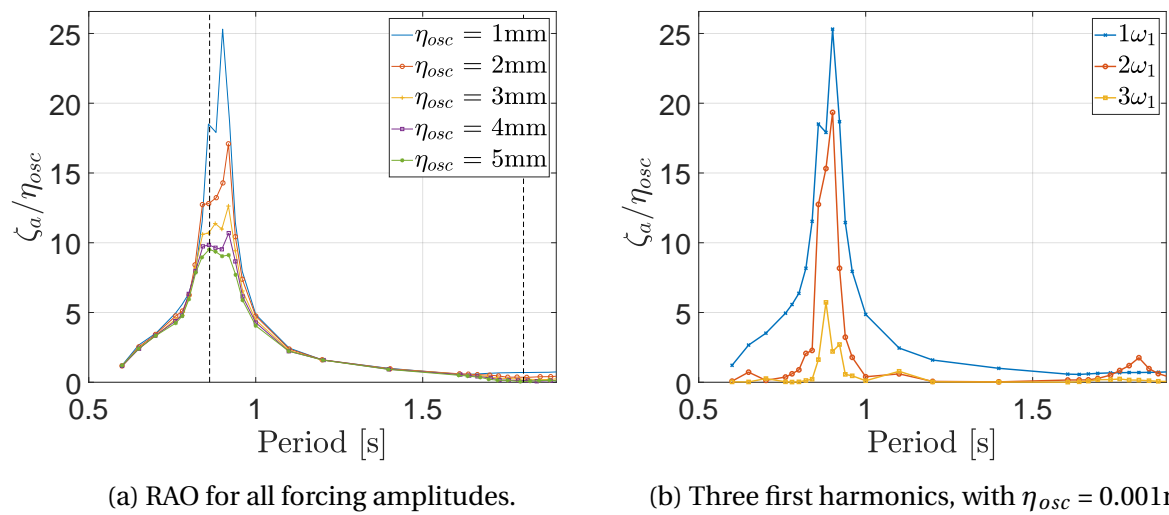 25
20
15
10
5
0
ζa/ηosc
0.5
1
1.5
Period [s]
ηosc = 1mm
ηosc = 2mm
ηosc = 3mm
ηosc = 4mm
ηosc = 5mm
(a) RAO for all forcing amplitudes.
25
20
15
10
5
0
ζa/ηosc
0.5
1
1.5
Period [s]
1ω1
2ω1
3ω1
(b) Three first harmonics, with ηosc = 0.001